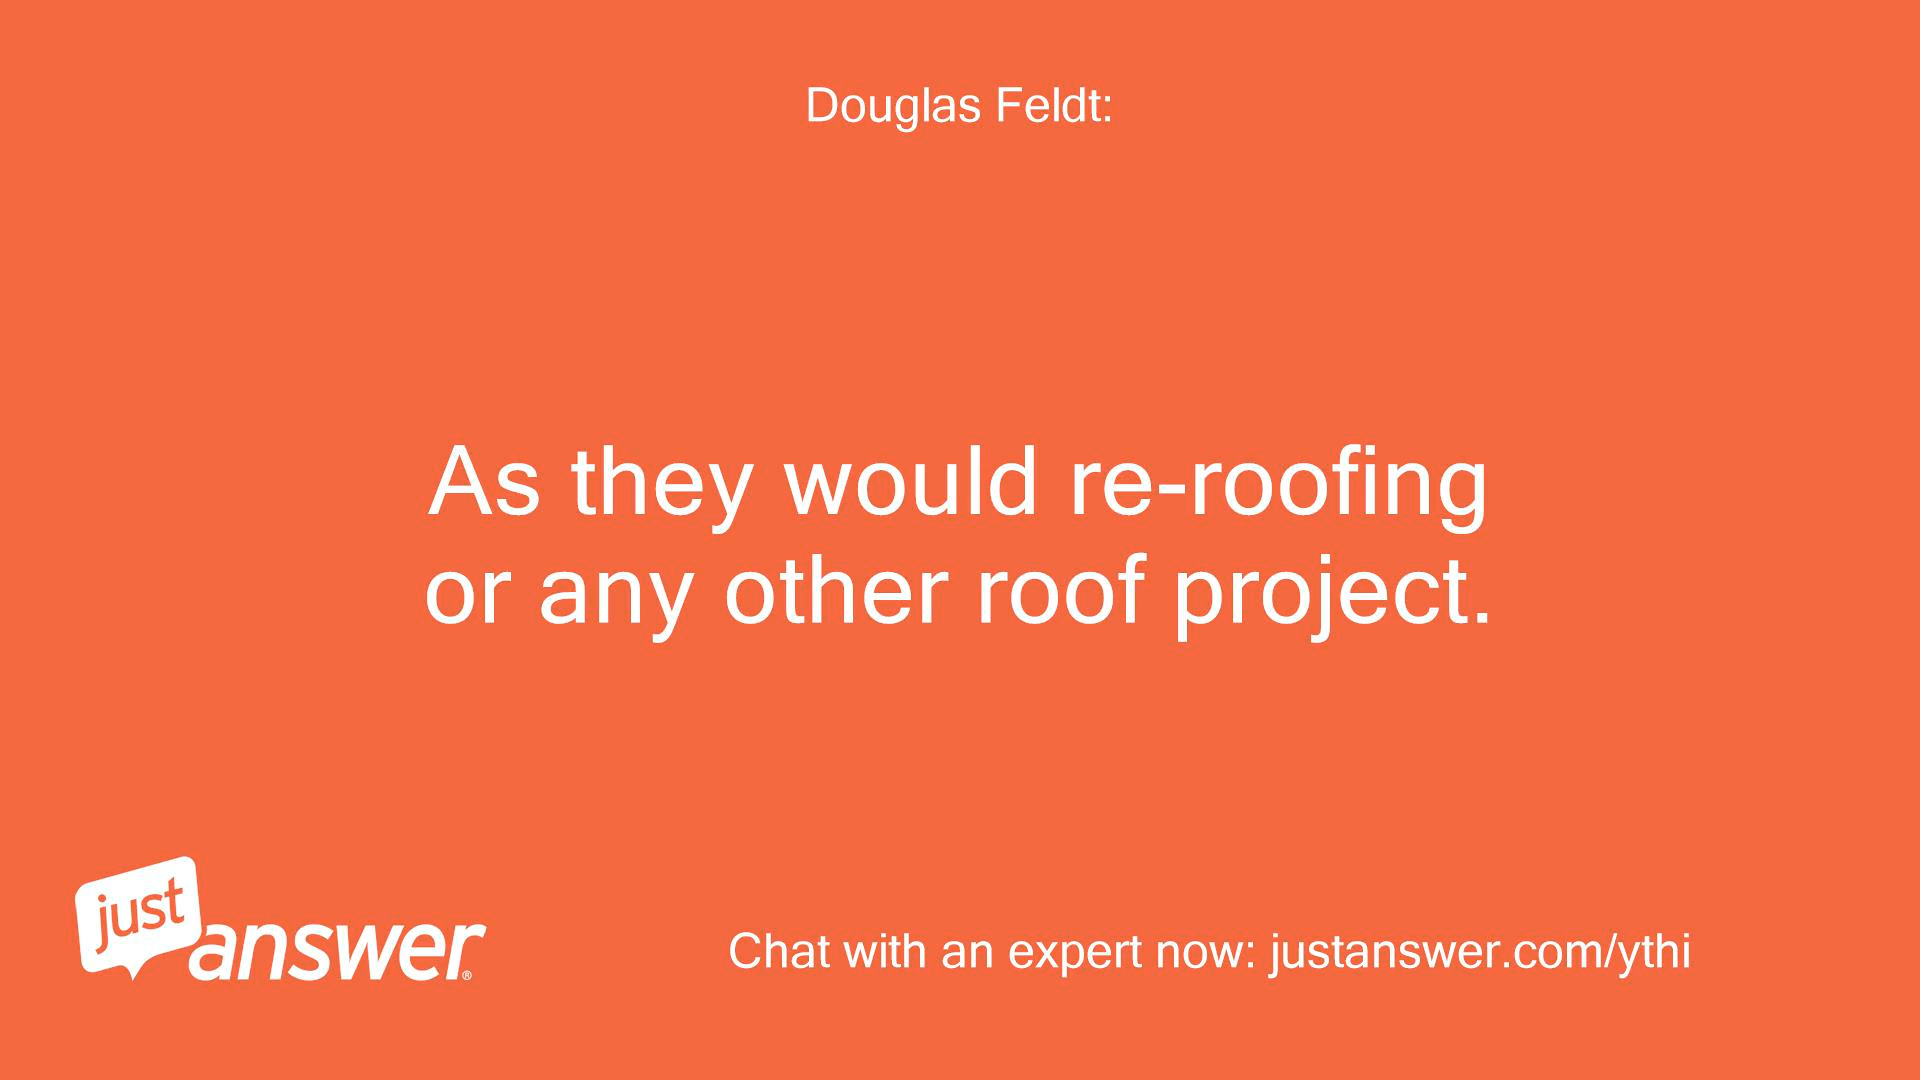 Douglas Feldt:
As they would re-roofing
or any other roof project.
just
answer®
Chat with an expert now: justanswer.com/ythi